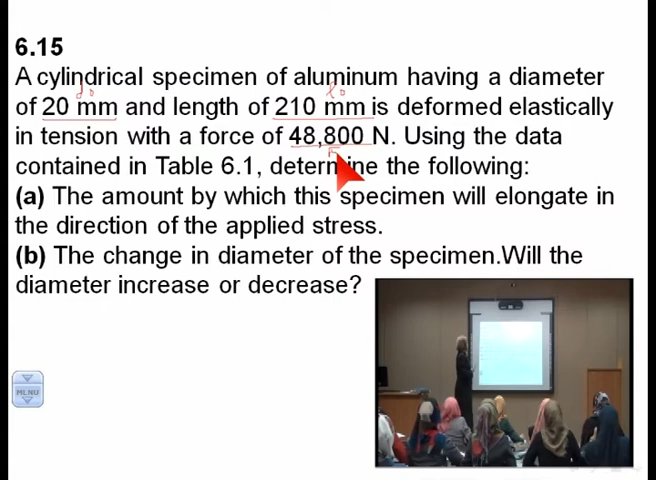 6.15
A cylindrical specimen of aluminum having a diameter
d₀ l₀
of 20 mm and length of 210 mm is deformed elastically
in tension with a force of 48,800 N. Using the data
contained in Table 6.1, determine the following:
(a) The amount by which this specimen will elongate in
the direction of the applied stress.
(b) The change in diameter of the specimen.Will the
diameter increase or decrease?
MENU